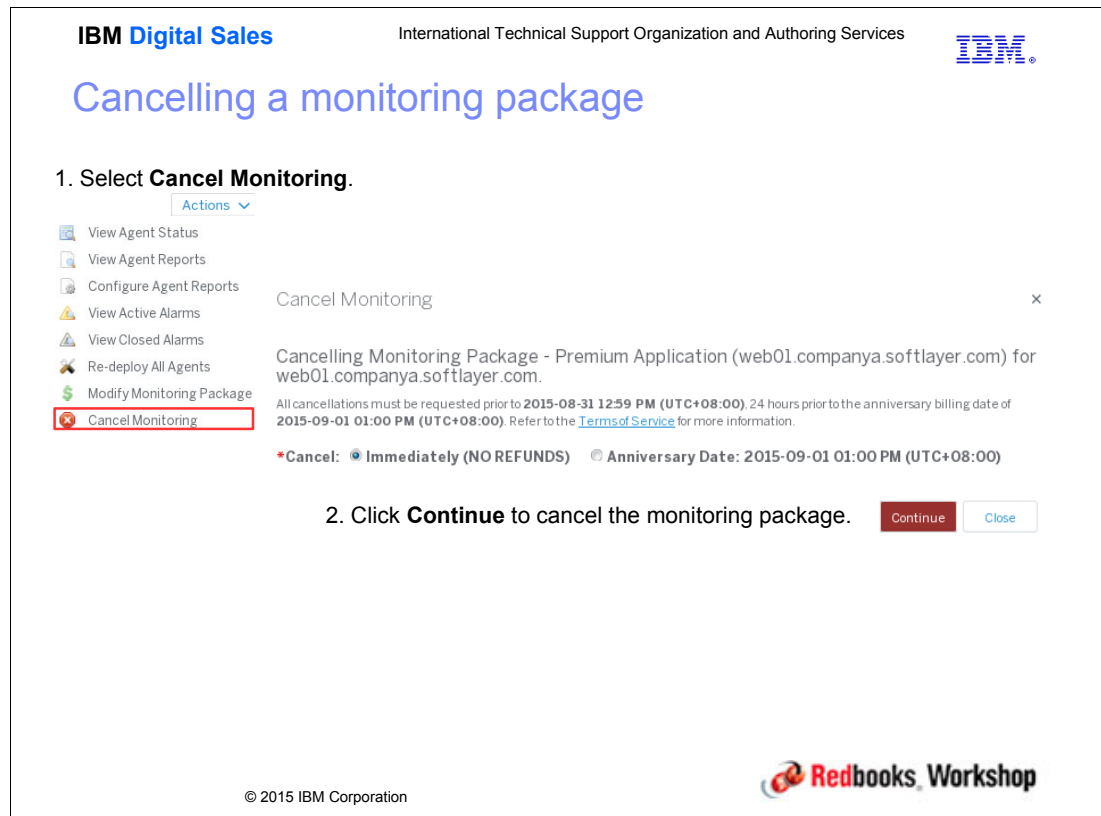 IBM Digital Sales
International Technical Support Organization and Authoring Services
IBM®
Cancelling a monitoring package
1. Select Cancel Monitoring.
Actions
View Agent Status
View Agent Reports
Configure Agent Reports
View Active Alarms
View Closed Alarms
Re-deploy All Agents
Modify Monitoring Package
Cancel Monitoring
Cancel Monitoring ×
Cancelling Monitoring Package - Premium Application (web01.companya.softlayer.com) for
web01.companya.softlayer.com.
All cancellations must be requested prior to 2015-08-31 12:59 PM (UTC+08:00), 24 hours prior to the anniversary billing date of
2015-09-01 01:00 PM (UTC+08:00). Refer to the Terms of Service for more information.
*Cancel: Immediately (NO REFUNDS) Anniversary Date: 2015-09-01 01:00 PM (UTC+08:00)
2. Click Continue to cancel the monitoring package.
Continue
Close
© 2015 IBM Corporation
Redbooks Workshop